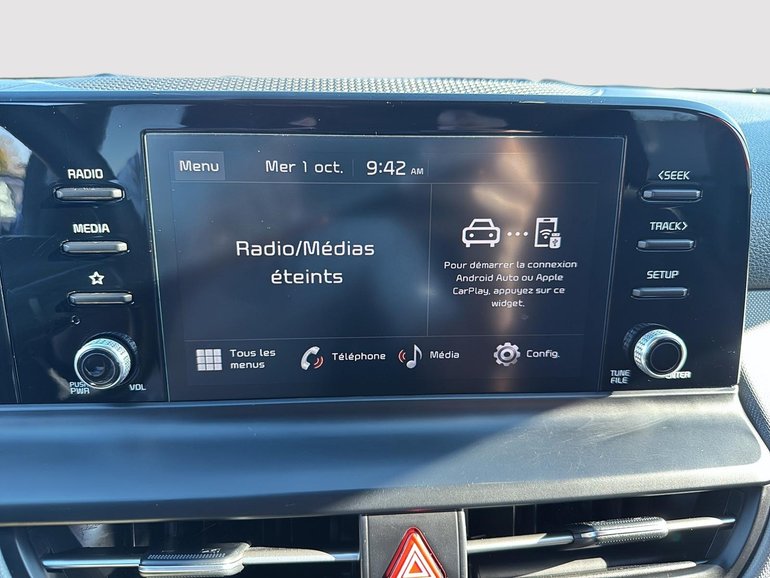 RADIO
MEDIA
PUSH PWR
VOL
Menu
Mer 1 oct.
9:42 AM
Radio/Médias
éteints
Pour démarrer la connexion
Android Auto ou Apple
CarPlay, appuyez sur ce
widget.
Tous les
menus
Téléphone
Média
Config.
<SEEK
TRACK>
SETUP
TUNE
FILE
ENTER